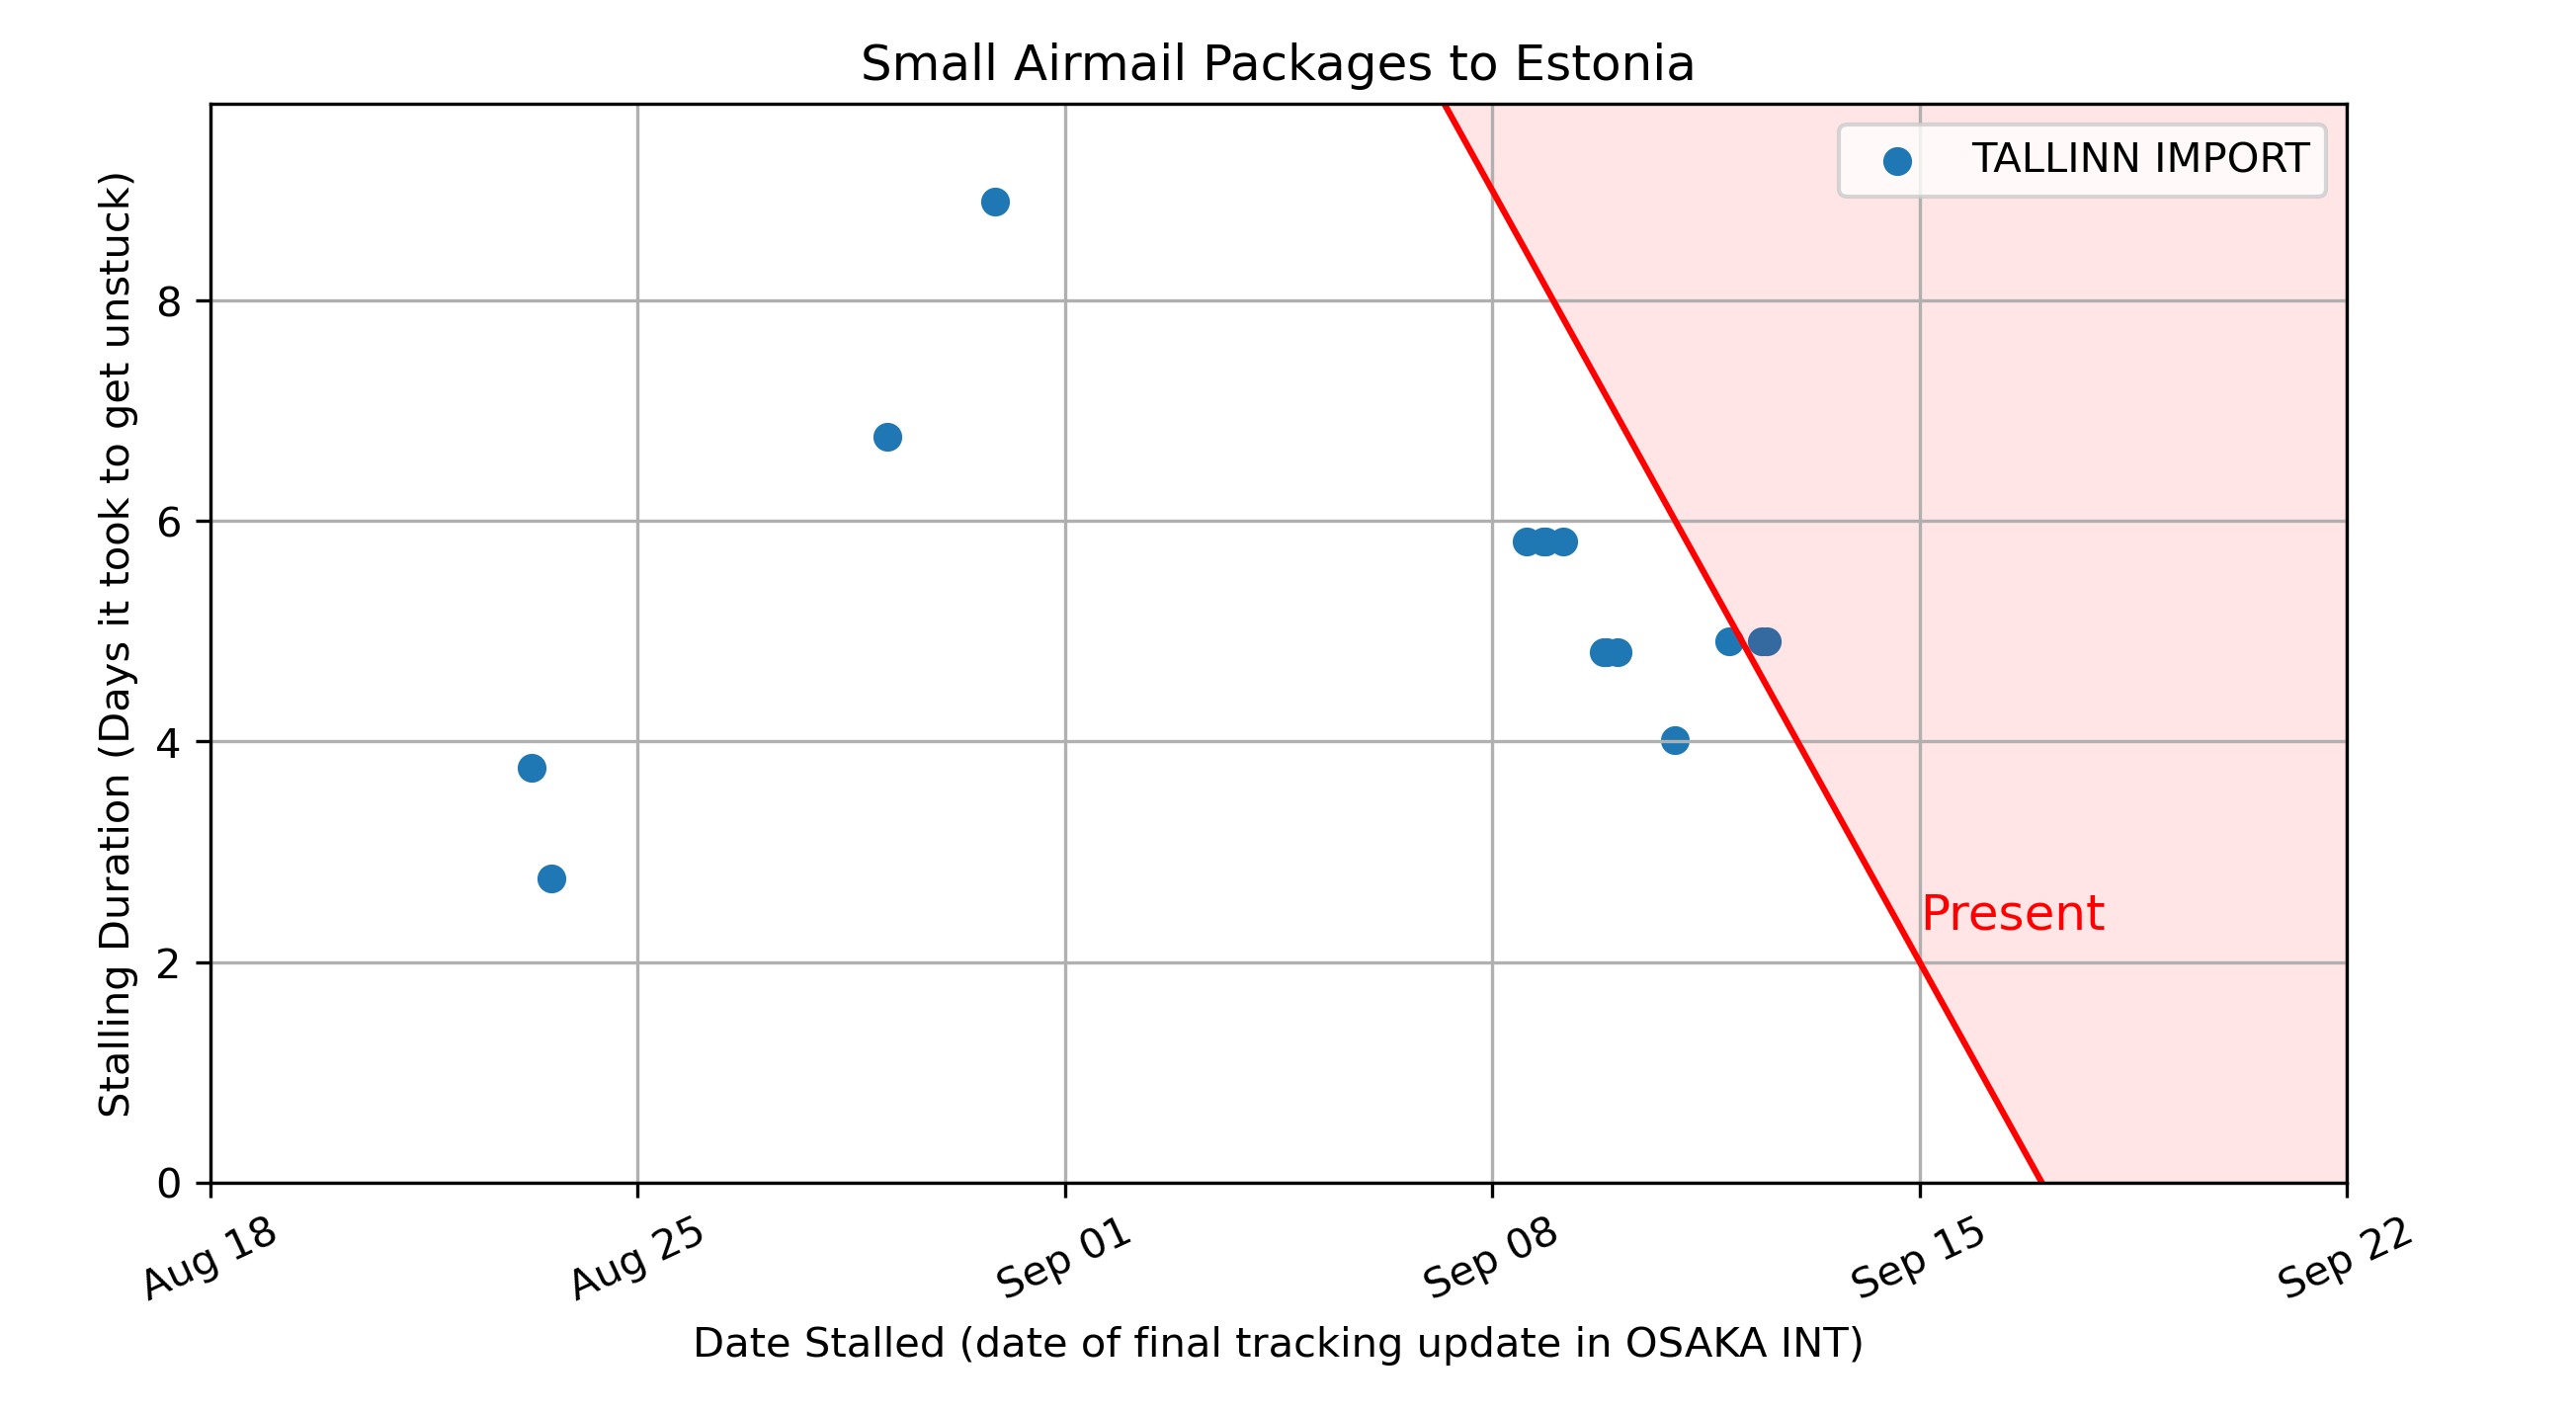 Small Airmail Packages to Estonia
TALLINN IMPORT
Stalling Duration (Days it took to get unstuck)
8
6
4
2
0
Present
Aug 18
Aug 25
Sep 01
Sep 08
Sep 15
Sep 22
Date Stalled (date of final tracking update in OSAKA INT)